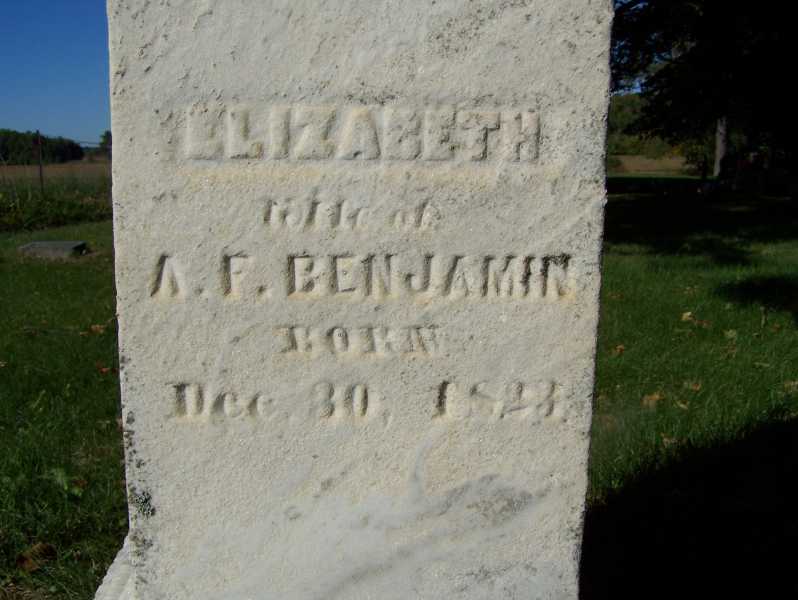 ELIZABETH
Wife of
A. F. BENJAMIN
BORN
Dec. 30, 1823